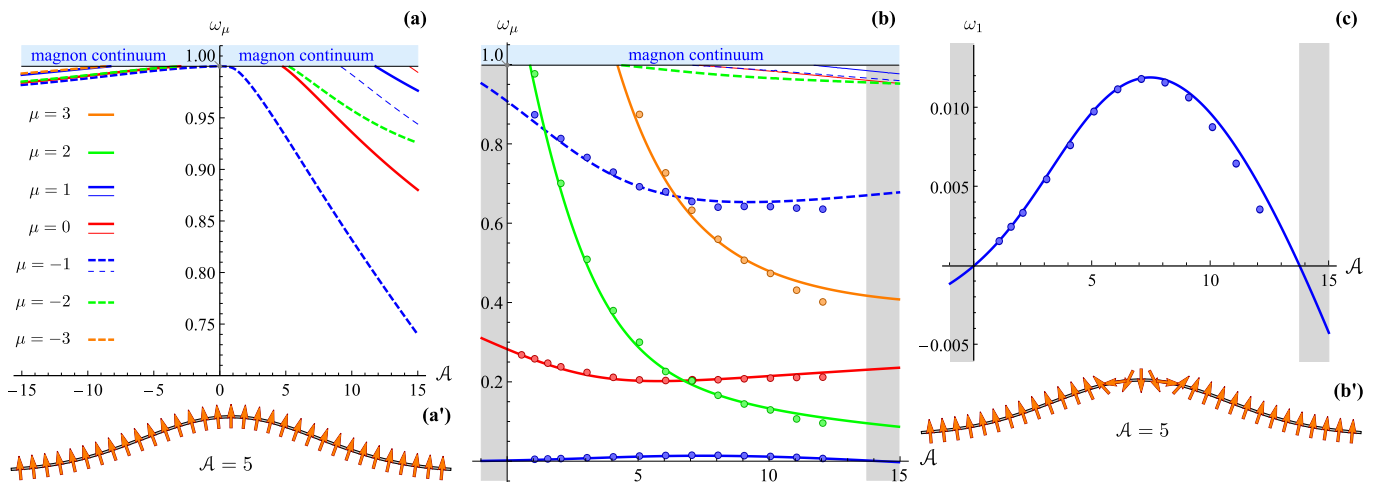 ω_μ
(a)
magnon continuum
1.00
magnon continuum
0.95
0.90
0.85
0.80
0.75
μ = 3
μ = 2
μ = 1
μ = 0
μ = −1
μ = −2
μ = −3
−15 −10 −5 0 5 10 15 𝒜
(a')
𝒜 = 5
ω_μ
(b)
1.0
magnon continuum
0.8
0.6
0.4
0.2
0 5 10 15 𝒜
ω_1
(c)
0.010
0.005
−0.005
5 10 15 𝒜
(b')
𝒜 = 5